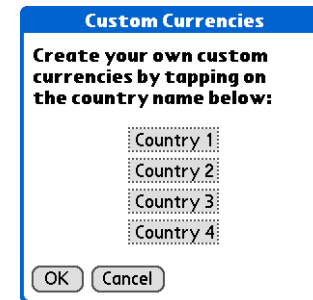 Custom Currencies
Create your own custom
currencies by tapping on
the country name below:
Country 1
Country 2
Country 3
Country 4
OK Cancel